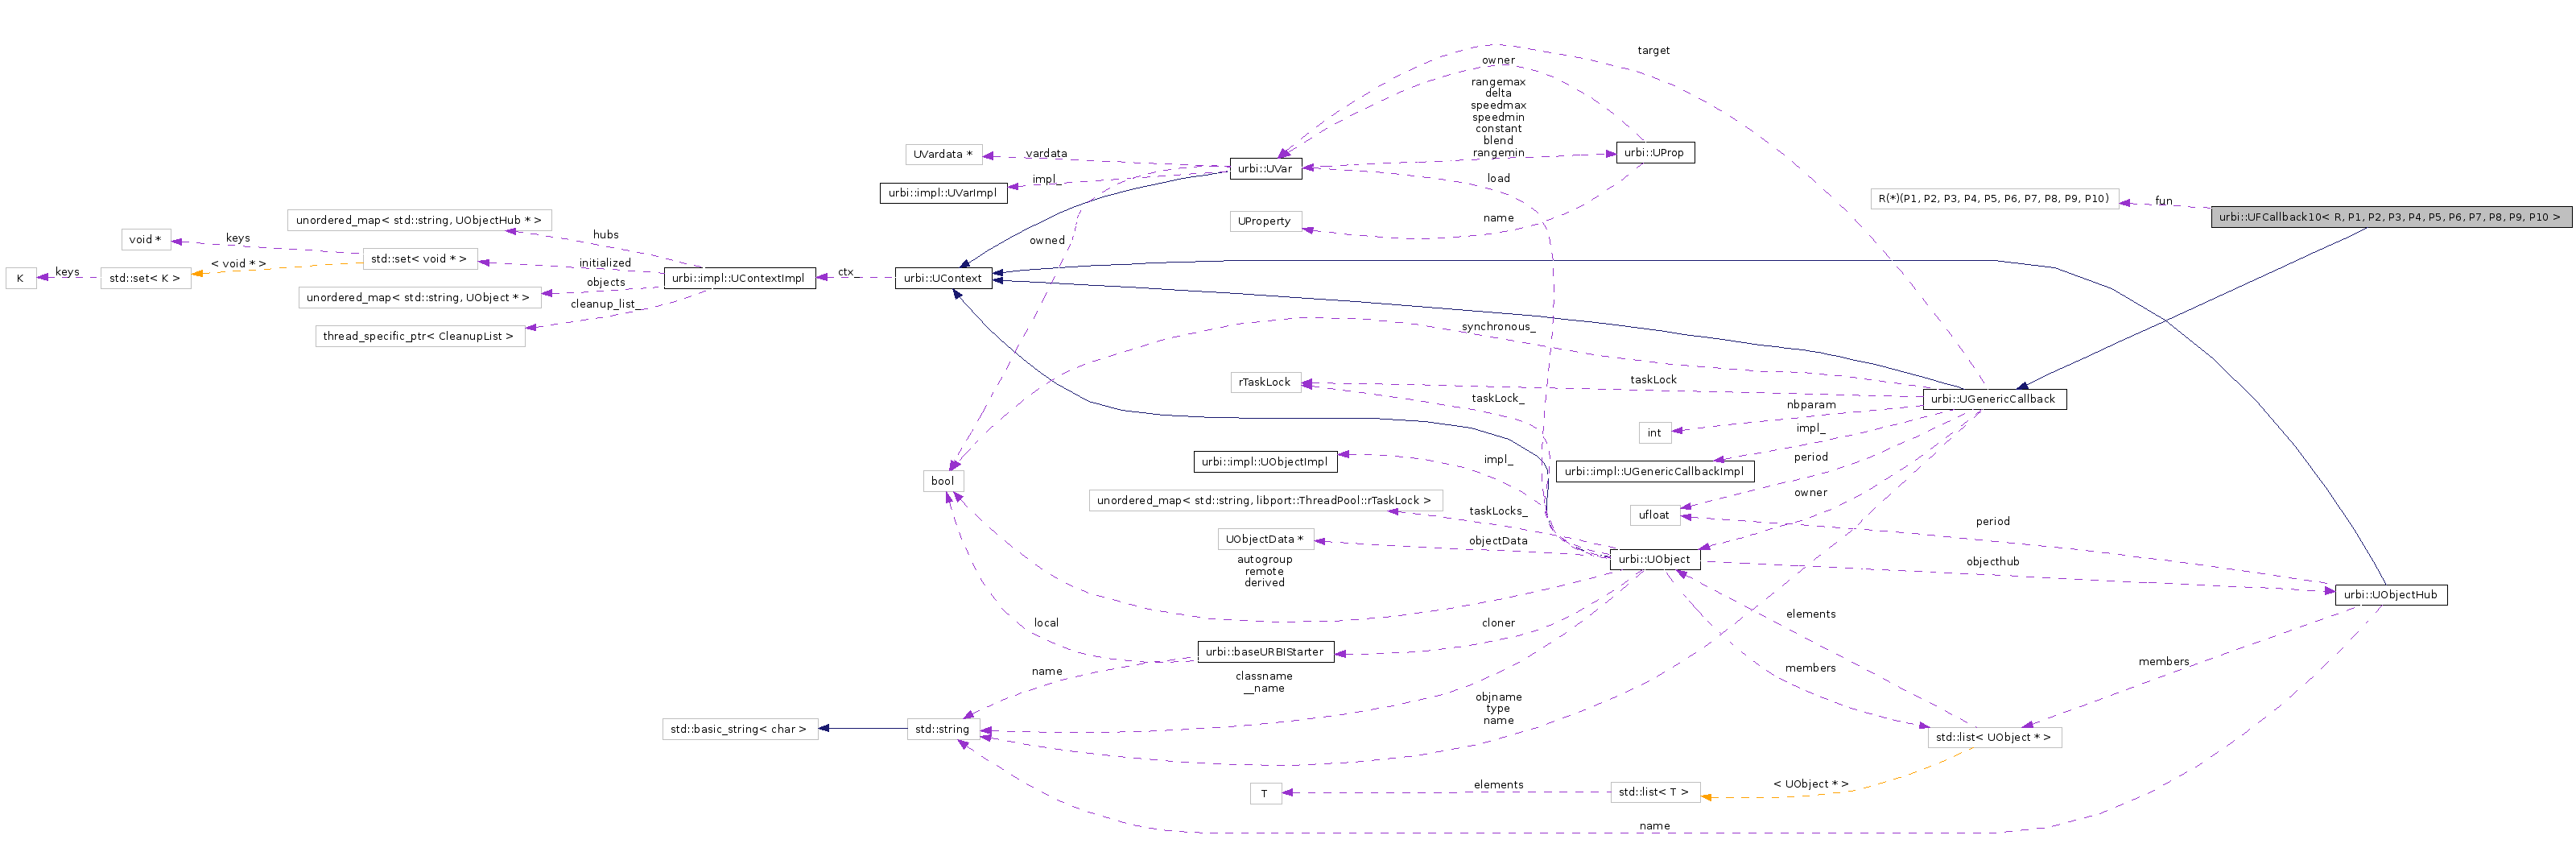 target
owner
rangemax
delta
speedmax
speedmin
constant
blend
rangemin
UVardata *
vardata
urbi::UVar
urbi::UProp
impl_
urbi::impl::UVarImpl
load
R(*)(P1, P2, P3, P4, P5, P6, P7, P8, P9, P10)
fun
urbi::UFCallback10< R, P1, P2, P3, P4, P5, P6, P7, P8, P9, P10 >
unordered_map< std::string, UObjectHub * >
hubs
UProperty
name
void *
keys
owned
std::set< void * >
< void * >
initialized
K
keys
std::set< K >
urbi::impl::UContextImpl
ctx_
urbi::UContext
objects
unordered_map< std::string, UObject * >
cleanup_list_
thread_specific_ptr< CleanupList >
synchronous_
rTaskLock
taskLock
taskLock_
urbi::UGenericCallback
nbparam
int
impl_
urbi::impl::UObjectImpl
impl_
urbi::impl::UGenericCallbackImpl
period
bool
unordered_map< std::string, libport::ThreadPool::rTaskLock >
taskLocks_
owner
ufloat
period
UObjectData *
objectData
autogroup
remote
derived
urbi::UObject
objecthub
urbi::UObjectHub
local
cloner
elements
urbi::baseURBIStarter
name
classname
__name
members
members
objname
type
name
std::basic_string< char >
std::string
std::list< UObject * >
T
elements
std::list< T >
< UObject * >
name